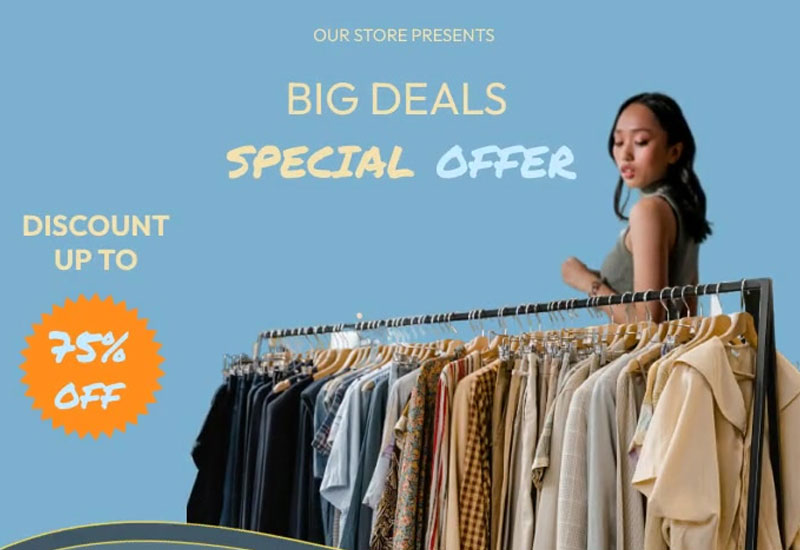 OUR STORE PRESENTS
BIG DEALS
SPECIAL OFFER
DISCOUNT
UP TO
75%
OFF